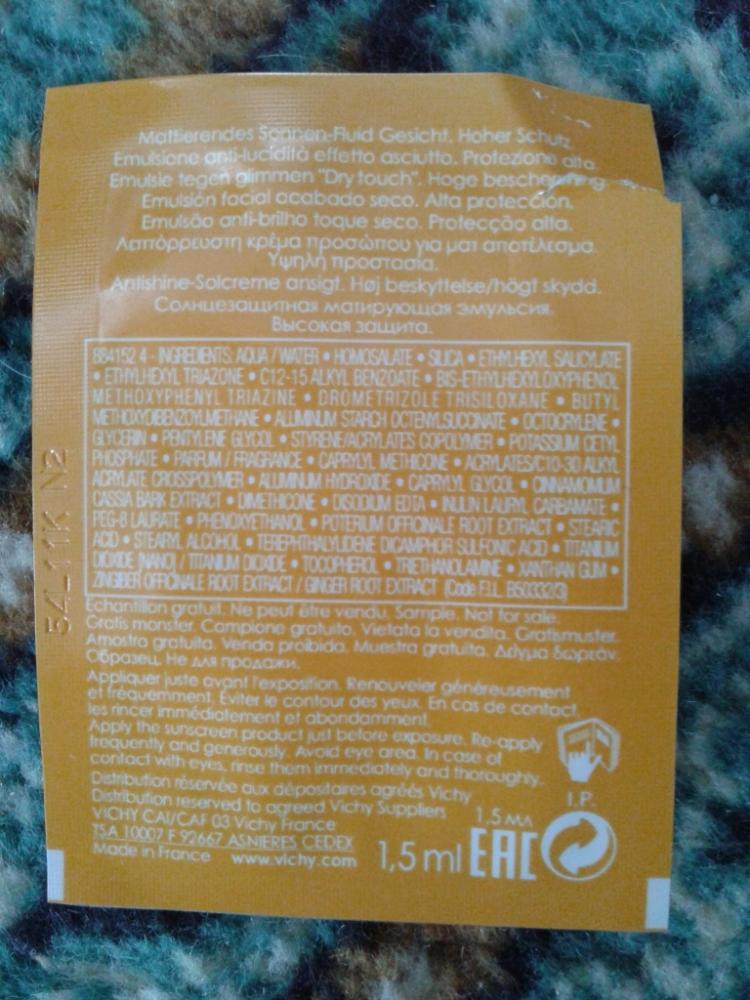 Mattierendes Sonnen-Fluid Gesicht. Hoher Schutz.
Emulsione anti-lucidità effetto asciutto. Protezione alta.
Emulsie tegen glimmen "Dry touch". Hoge bescherming.
Emulsión facial acabado seco. Alta protección.
Emulsão anti-brilho toque seco. Protecção alta.
Λεπτόρρευστη κρέμα προσώπου για ματ αποτέλεσμα.
Υψηλή προστασία.
Antishine-Solcreme ansigt. Høj beskyttelse/högt skydd.
Солнцезащитная матирующая эмульсия.
Высокая защита.
884152 4 - INGREDIENTS: AQUA / WATER • HOMOSALATE • SILICA • ETHYLHEXYL SALICYLATE
• ETHYLHEXYL TRIAZONE • C12-15 ALKYL BENZOATE • BIS-ETHYLHEXYLOXYPHENOL
METHOXYPHENYL TRIAZINE • DROMETRIZOLE TRISILOXANE • BUTYL
METHOXYDIBENZOYLMETHANE • ALUMINUM STARCH OCTENYLSUCCINATE • OCTOCRYLENE •
GLYCERIN • PENTYLENE GLYCOL • STYRENE/ACRYLATES COPOLYMER • POTASSIUM CETYL
PHOSPHATE • PARFUM / FRAGRANCE • CAPRYLYL METHICONE • ACRYLATES/C10-30 ALKYL
ACRYLATE CROSSPOLYMER • ALUMINUM HYDROXIDE • CAPRYLYL GLYCOL • CINNAMOMUM
CASSIA BARK EXTRACT • DIMETHICONE • DISODIUM EDTA • INULIN LAURYL CARBAMATE •
PEG-8 LAURATE • PHENOXYETHANOL • POTERIUM OFFICINALE ROOT EXTRACT • STEARIC
ACID • STEARYL ALCOHOL • TEREPHTHALYLIDENE DICAMPHOR SULFONIC ACID • TITANIUM
DIOXIDE [NANO] / TITANIUM DIOXIDE • TOCOPHEROL • TRIETHANOLAMINE • XANTHAN GUM •
ZINGIBER OFFICINALE ROOT EXTRACT / GINGER ROOT EXTRACT (Code F.I.L. B50332/3)
54L11K N2
Echantillon gratuit. Ne peut être vendu. Sample. Not for sale.
Gratis monster. Campione gratuito. Vietata la vendita. Gratismuster.
Amostra gratuita. Venda proibida. Muestra gratuita. Δείγμα δωρεάν.
Образец. Не для продажи.
Appliquer juste avant l'exposition. Renouveler généreusement
et fréquemment. Eviter le contour des yeux. En cas de contact,
les rincer immédiatement et abondamment.
Apply the sunscreen product just before exposure. Re-apply
frequently and generously. Avoid eye area. In case of
contact with eyes, rinse them immediately and thoroughly.
Distribution réservée aux dépositaires agréés Vichy
Distribution reserved to agreed Vichy Suppliers
VICHY CAI/CAF 03 Vichy France
TSA 10007 F 92667 ASNIERES CEDEX
Made in France www.vichy.com
1,5 мл
1,5 ml EAC
I.P.